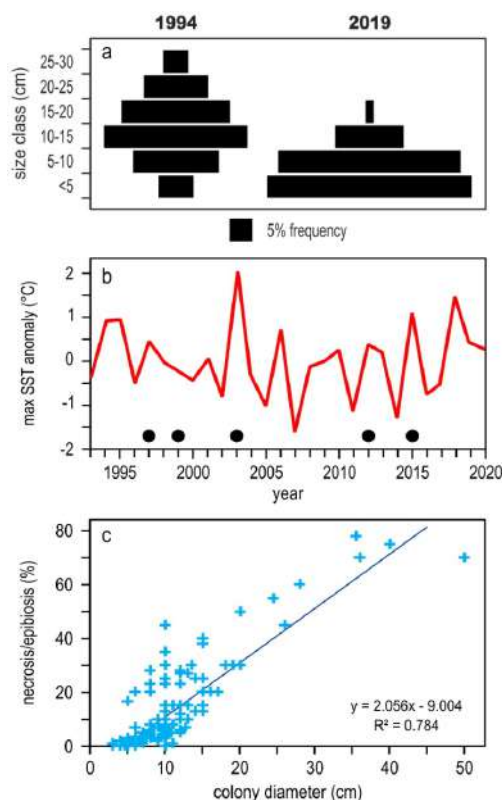 1994 2019
a
25-30
20-25
15-20
10-15
5-10
<5
size class (cm)
5% frequency
b
2
1
0
-1
-2
max SST anomaly (°C)
1995 2000 2005 2010 2015 2020
year
c
80
60
40
20
0
necrosis/epibiosis (%)
y = 2.056x - 9.004
R² = 0.784
0 10 20 30 40 50
colony diameter (cm)